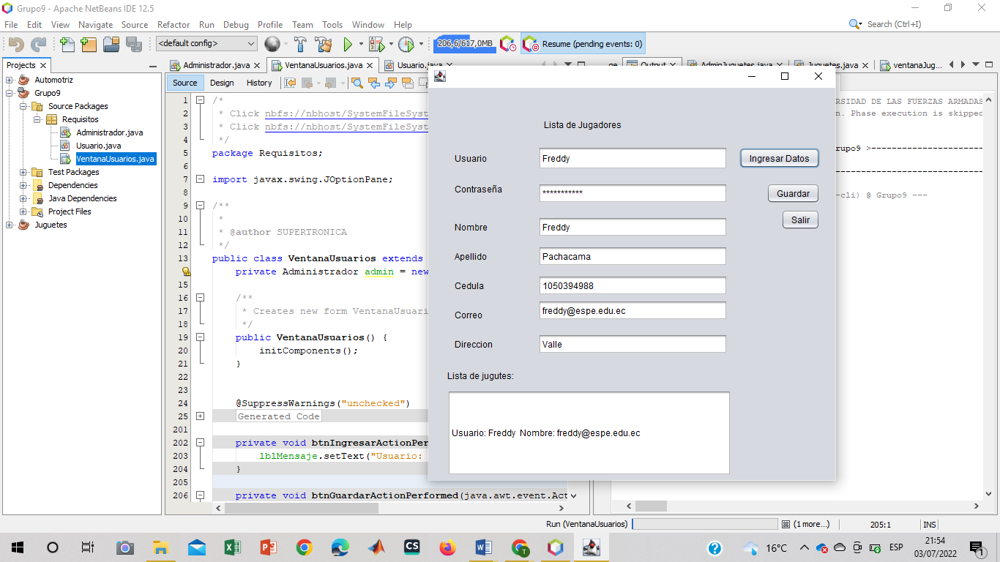 Grupo9 - Apache NetBeans IDE 12.5
File Edit View Navigate Source Refactor Run Debug Profile Team Tools Window Help
Search (Ctrl+I)
<default config>
206,6/617,0MB
Resume (pending events: 0)
Projects
Administrador.java
VentanaUsuarios.java
Usuario.java
Output
AdminJuguetes.java
Juguetes.java
ventanaJug...
Automotriz
Grupo9
Source Packages
Requisitos
Administrador.java
Usuario.java
VentanaUsuarios.java
Test Packages
Dependencies
Java Dependencies
Project Files
Juguetes
Source Design History
1 /*
2 * Click nbfs://nbhost/SystemFileSyst
3 * Click nbfs://nbhost/SystemFileSyst
4 */
5 package Requisitos;
6
7 import javax.swing.JOptionPane;
8
9 /**
10 *
11 * @author SUPERTRONICA
12 */
13 public class VentanaUsuarios extends
private Administrador admin = new
15
16 /**
17 * Creates new form VentanaUsuari
18 */
19 public VentanaUsuarios() {
20 initComponents();
21 }
22
23
24 @SuppressWarnings("unchecked")
25 Generated Code
201
202 private void btnIngresarActionPer
203 lblMensaje.setText("Usuario:
204 }
205
206 private void btnGuardarActionPerformed(java.awt.event.Act
Lista de Jugadores
Usuario Freddy Ingresar Datos
Contraseña *********** Guardar
Salir
Nombre Freddy
Apellido Pachacama
Cedula 1050394988
Correo freddy@espe.edu.ec
Direccion Valle
Lista de jugutes:
Usuario: Freddy Nombre: freddy@espe.edu.ec
RSIDAD DE LAS FUERZAS ARMADAS
n. Phase execution is skipped
rupo9 >--------------------
-cli) @ Grupo9 ---
Run (VentanaUsuarios) (1 more...) 205:1 INS
CS
T
16°C
ESP
21:54
03/07/2022
1